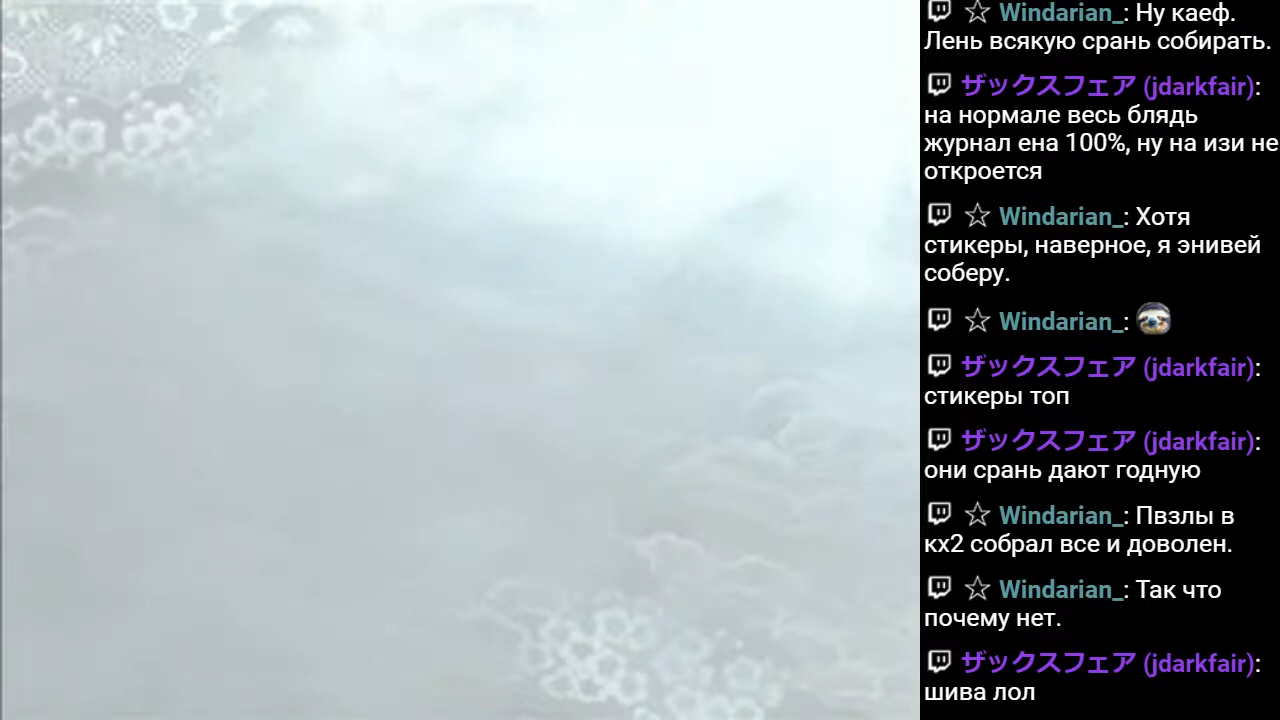 Windarian_: Ну каеф.
Лень всякую срань собирать.
ザックスフェア (jdarkfair):
на нормале весь блядь
журнал ена 100%, ну на изи не
откроется
Windarian_: Хотя
стикеры, наверное, я энивей
соберу.
Windarian_:
ザックスフェア (jdarkfair):
стикеры топ
ザックスフェア (jdarkfair):
они срань дают годную
Windarian_: Пвзлы в
кх2 собрал все и доволен.
Windarian_: Так что
почему нет.
ザックスフェア (jdarkfair):
шива лол